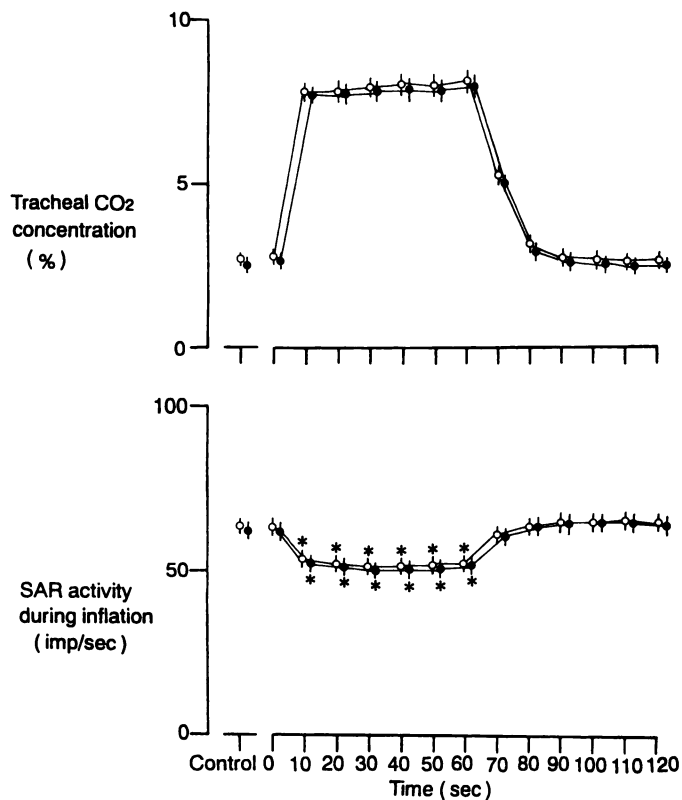 10
5
0
Tracheal CO2
concentration
(%)
100
50
0
SAR activity
during inflation
(imp/sec)
* * * * * *
* * * * * *
Control 0 10 20 30 40 50 60 70 80 90 100 110 120
Time (sec)